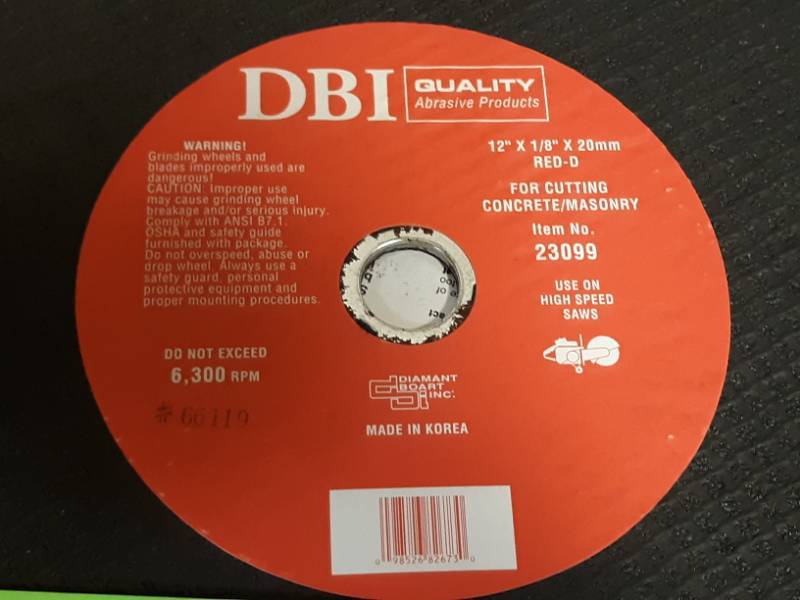 DBI
QUALITY
Abrasive Products
WARNING!
Grinding wheels and
blades improperly used are
dangerous!
CAUTION: Improper use
may cause grinding wheel
breakage and/or serious injury.
Comply with ANSI B7.1,
OSHA and safety guide
furnished with package.
Do not overspeed, abuse or
drop wheel. Always use a
safety guard, personal
protective equipment and
proper mounting procedures.
DO NOT EXCEED
6,300 RPM
#66119
12" X 1/8" X 20mm
RED-D
FOR CUTTING
CONCRETE/MASONRY
Item No.
23099
USE ON
HIGH SPEED
SAWS
DIAMANT
BOART
INC.
MADE IN KOREA
0 98526 82673 0